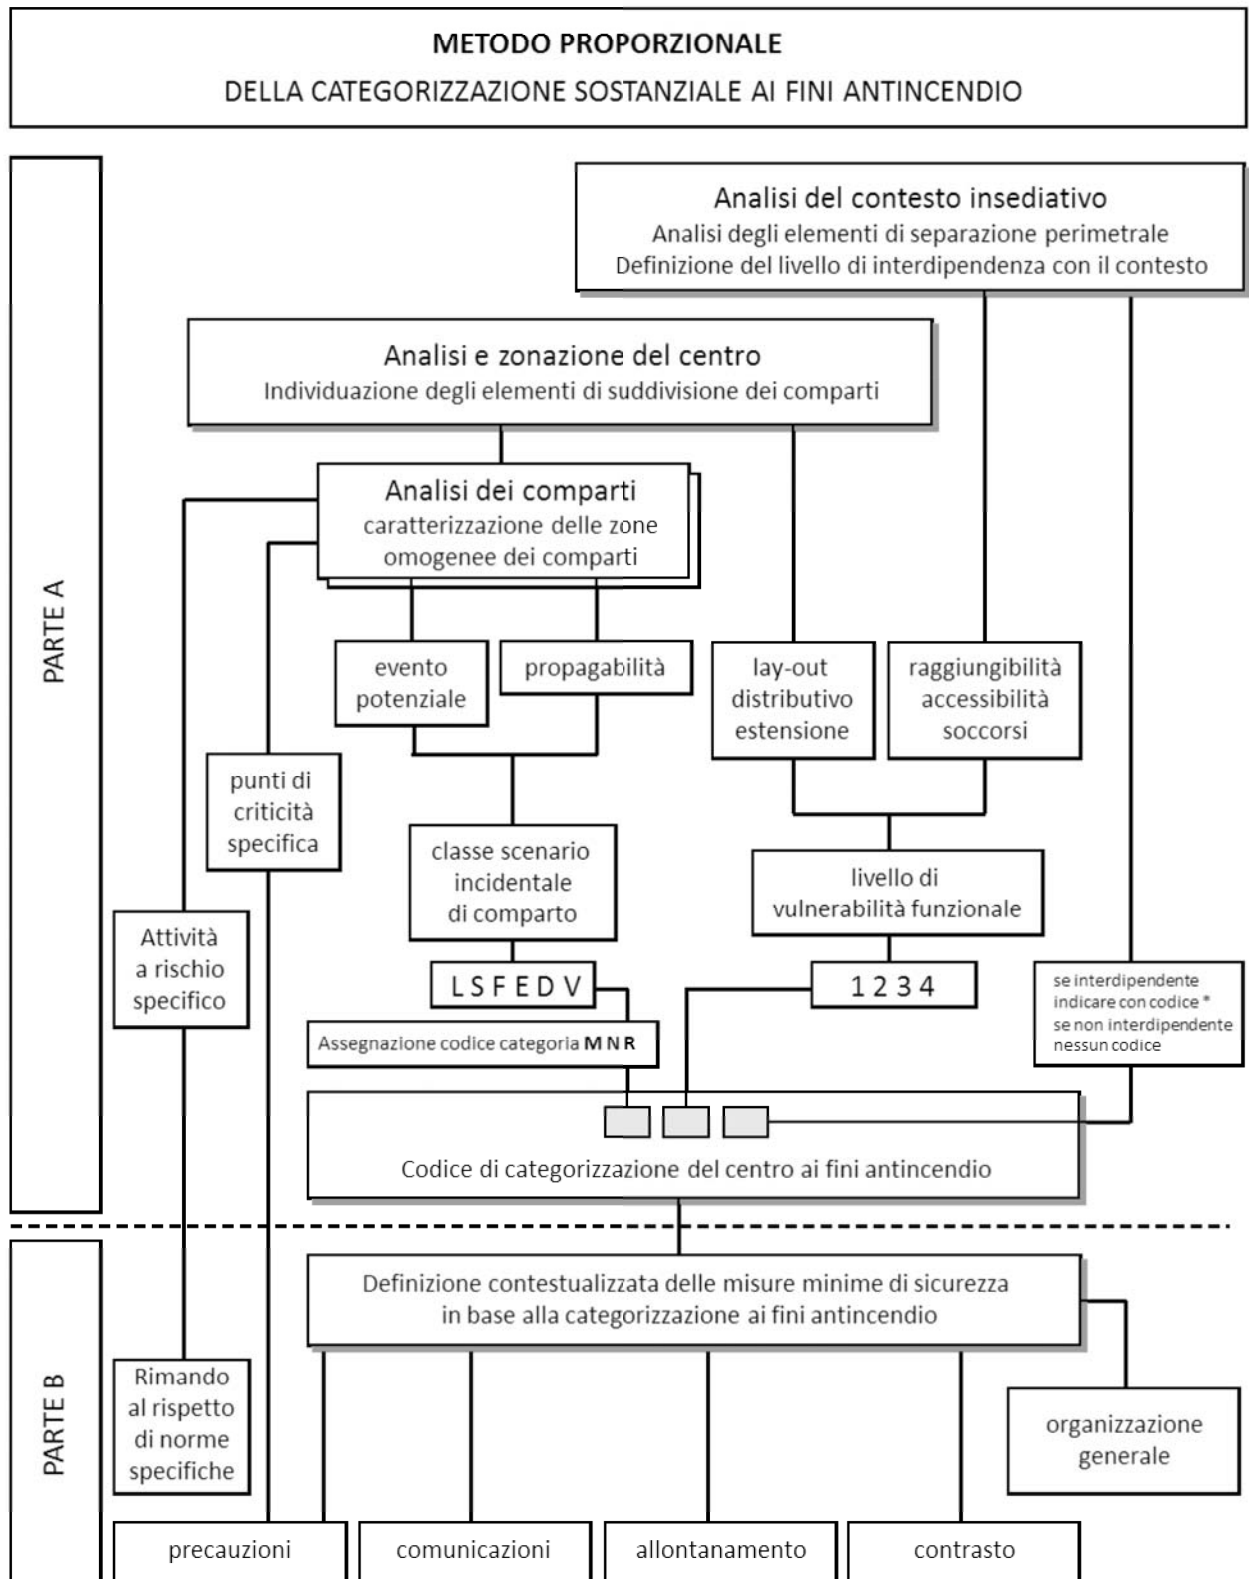 METODO PROPORZIONALE
DELLA CATEGORIZZAZIONE SOSTANZIALE AI FINI ANTINCENDIO
PARTE A
Analisi del contesto insediativo
Analisi degli elementi di separazione perimetrale
Definizione del livello di interdipendenza con il contesto
Analisi e zonazione del centro
Individuazione degli elementi di suddivisione dei comparti
Analisi dei comparti
caratterizzazione delle zone
omogenee dei comparti
evento
potenziale
propagabilità
lay-out
distributivo
estensione
raggiungibilità
accessibilità
soccorsi
punti di
criticità
specifica
classe scenario
incidentale
di comparto
livello di
vulnerabilità funzionale
Attività
a rischio
specifico
L S F E D V
1 2 3 4
se interdipendente
indicare con codice *
se non interdipendente
nessun codice
Assegnazione codice categoria M N R
Codice di categorizzazione del centro ai fini antincendio
PARTE B
Definizione contestualizzata delle misure minime di sicurezza
in base alla categorizzazione ai fini antincendio
Rimando
al rispetto
di norme
specifiche
organizzazione
generale
precauzioni
comunicazioni
allontanamento
contrasto